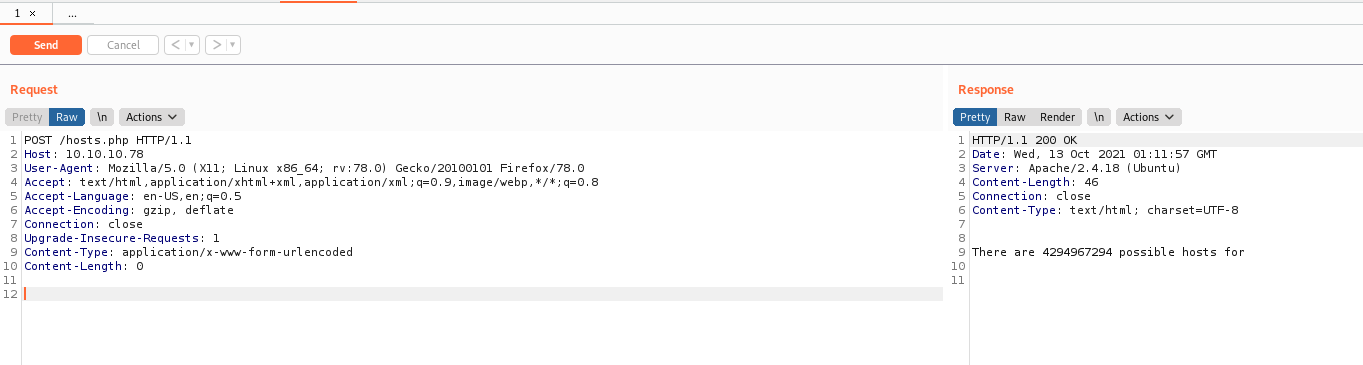 1 × ...
Send Cancel < ▾ > ▾
Request
Pretty Raw \n Actions
1 POST /hosts.php HTTP/1.1
2 Host: 10.10.10.78
3 User-Agent: Mozilla/5.0 (X11; Linux x86_64; rv:78.0) Gecko/20100101 Firefox/78.0
4 Accept: text/html,application/xhtml+xml,application/xml;q=0.9,image/webp,*/*;q=0.8
5 Accept-Language: en-US,en;q=0.5
6 Accept-Encoding: gzip, deflate
7 Connection: close
8 Upgrade-Insecure-Requests: 1
9 Content-Type: application/x-www-form-urlencoded
10 Content-Length: 0
11
12
Response
Pretty Raw Render \n Actions
1 HTTP/1.1 200 OK
2 Date: Wed, 13 Oct 2021 01:11:57 GMT
3 Server: Apache/2.4.18 (Ubuntu)
4 Content-Length: 46
5 Connection: close
6 Content-Type: text/html; charset=UTF-8
7
8
9 There are 4294967294 possible hosts for
10
11